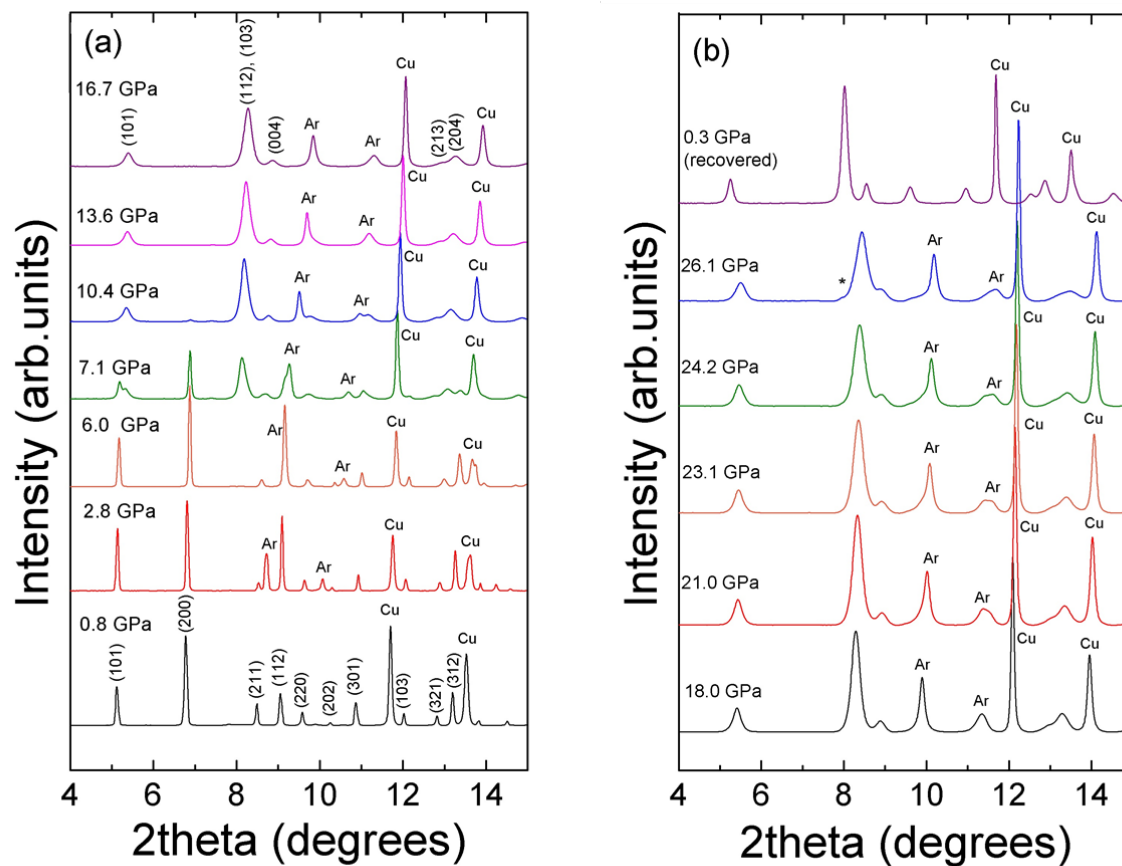 (a)
Intensity (arb.units)
16.7 GPa
(101)
(112), (103)
(004)
Ar
Ar
Cu
(213)
(204)
Cu
13.6 GPa
Ar
Ar
Cu
Cu
10.4 GPa
Ar
Ar
Cu
Cu
7.1 GPa
Ar
Ar
Cu
Cu
6.0 GPa
Ar
Ar
Cu
Cu
2.8 GPa
Ar
Ar
Cu
Cu
0.8 GPa
(101)
(200)
(211)
(112)
(220)
(202)
(301)
Cu
(103)
(321)
(312)
Cu
4 6 8 10 12 14
2theta (degrees)
(b)
Intensity (arb.units)
0.3 GPa
(recovered)
Cu
Cu
26.1 GPa
*
Ar
Ar
Cu
Cu
24.2 GPa
Ar
Ar
Cu
Cu
23.1 GPa
Ar
Ar
Cu
Cu
21.0 GPa
Ar
Ar
Cu
Cu
18.0 GPa
Ar
Ar
Cu
Cu
4 6 8 10 12 14
2theta (degrees)